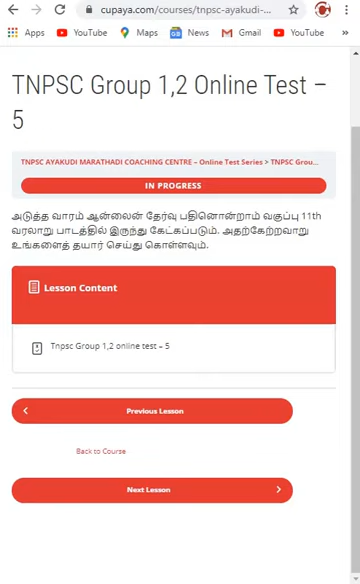 cupaya.com/courses/tnpsc-ayakudi-...
Apps YouTube Maps News Gmail YouTube »
TNPSC Group 1,2 Online Test –
5
TNPSC AYAKUDI MARATHADI COACHING CENTRE – Online Test Series > TNPSC Grou...
IN PROGRESS
அடுத்த வாரம் ஆன்லைன் தேர்வு பதினொன்றாம் வகுப்பு 11th
வரலாறு பாடத்தில் இருந்து கேட்கப்படும். அதற்கேற்றவாறு
உங்களைத் தயார் செய்து கொள்ளவும்.
Lesson Content
Tnpsc Group 1,2 online test – 5
Previous Lesson
Back to Course
Next Lesson